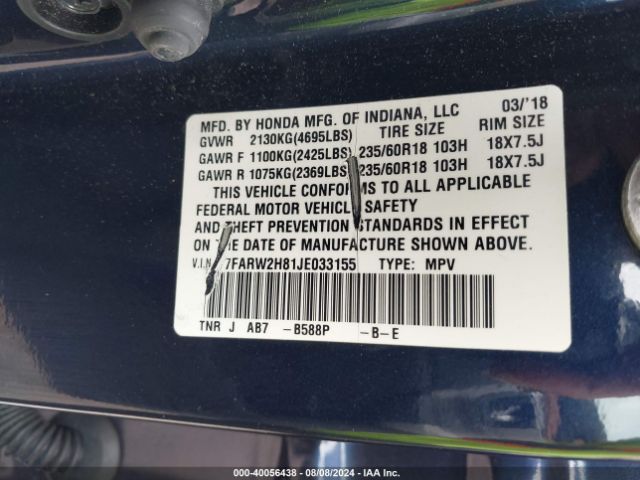 MFD. BY HONDA MFG. OF INDIANA, LLC 03/'18
GVWR 2130KG(4695LBS) TIRE SIZE RIM SIZE
GAWR F 1100KG(2425LBS) 235/60R18 103H 18X7.5J
GAWR R 1075KG(2369LBS) 235/60R18 103H 18X7.5J
THIS VEHICLE CONFORMS TO ALL APPLICABLE
FEDERAL MOTOR VEHICLE SAFETY
AND THEFT PREVENTION STANDARDS IN EFFECT
ON THE DATE OF MANUFACTURE SHOWN ABOVE.
V.I.N. 7FARW2H81JE033155 TYPE: MPV
TNR J AB7 -B588P -B-E
000-40056438 - 08/08/2024 - IAA Inc.